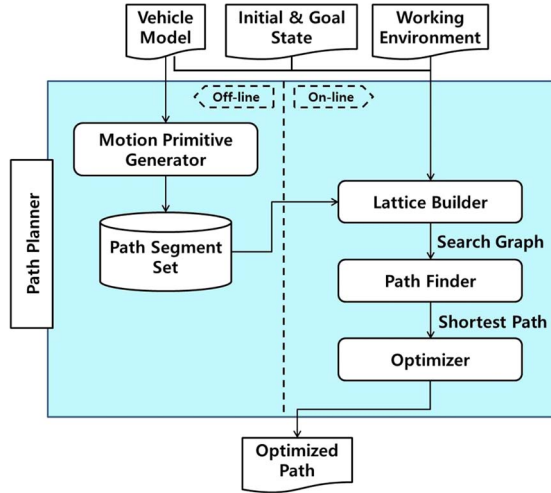 Vehicle
Model
Initial & Goal
State
Working
Environment
Off-line
On-line
Motion Primitive
Generator
Path Planner
Path Segment
Set
Lattice Builder
Search Graph
Path Finder
Shortest Path
Optimizer
Optimized
Path